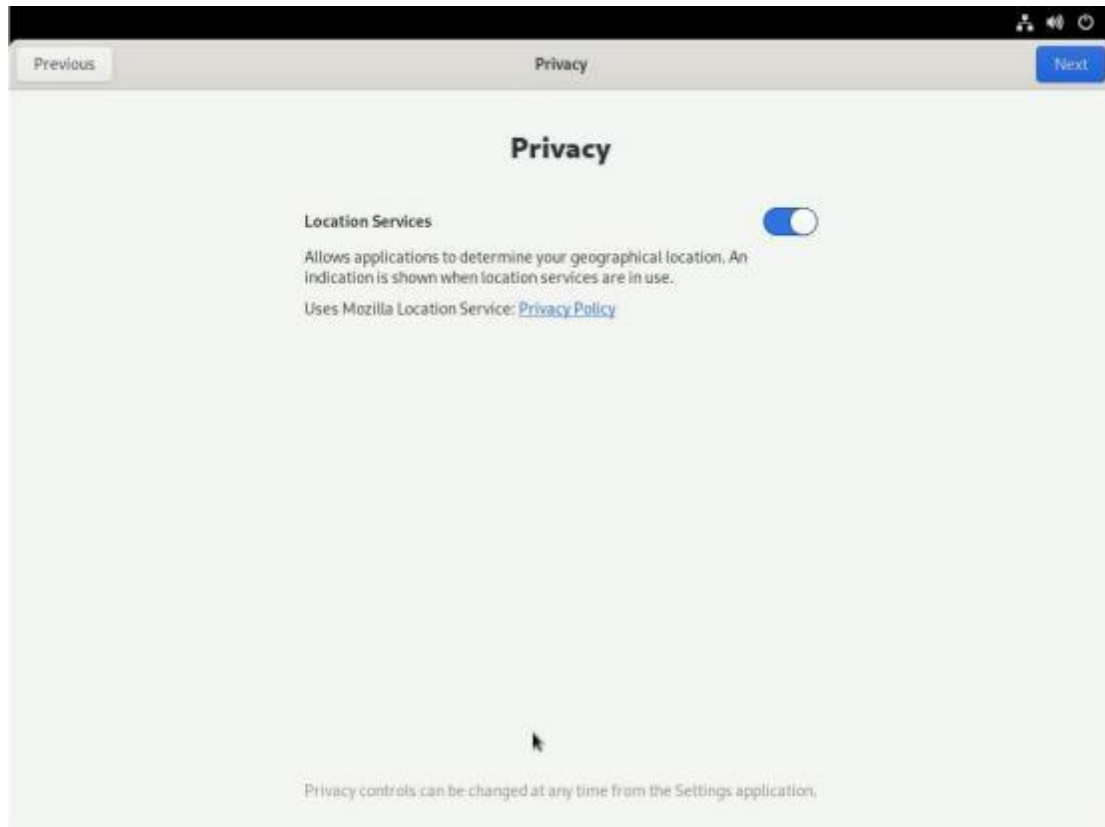 Previous
Privacy
Next
Privacy
Location Services
Allows applications to determine your geographical location. An
indication is shown when location services are in use.
Uses Mozilla Location Service: Privacy Policy
Privacy controls can be changed at any time from the Settings application.